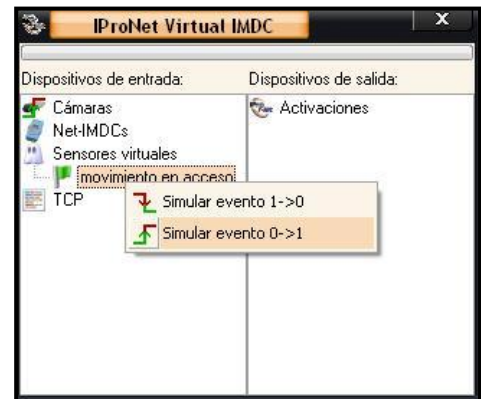 IProNet Virtual IMDC
X
Dispositivos de entrada:
Dispositivos de salida:
Cámaras
Net-IMDCs
Sensores virtuales
movimiento en acceso
TCP
Activaciones
Simular evento 1->0
Simular evento 0->1